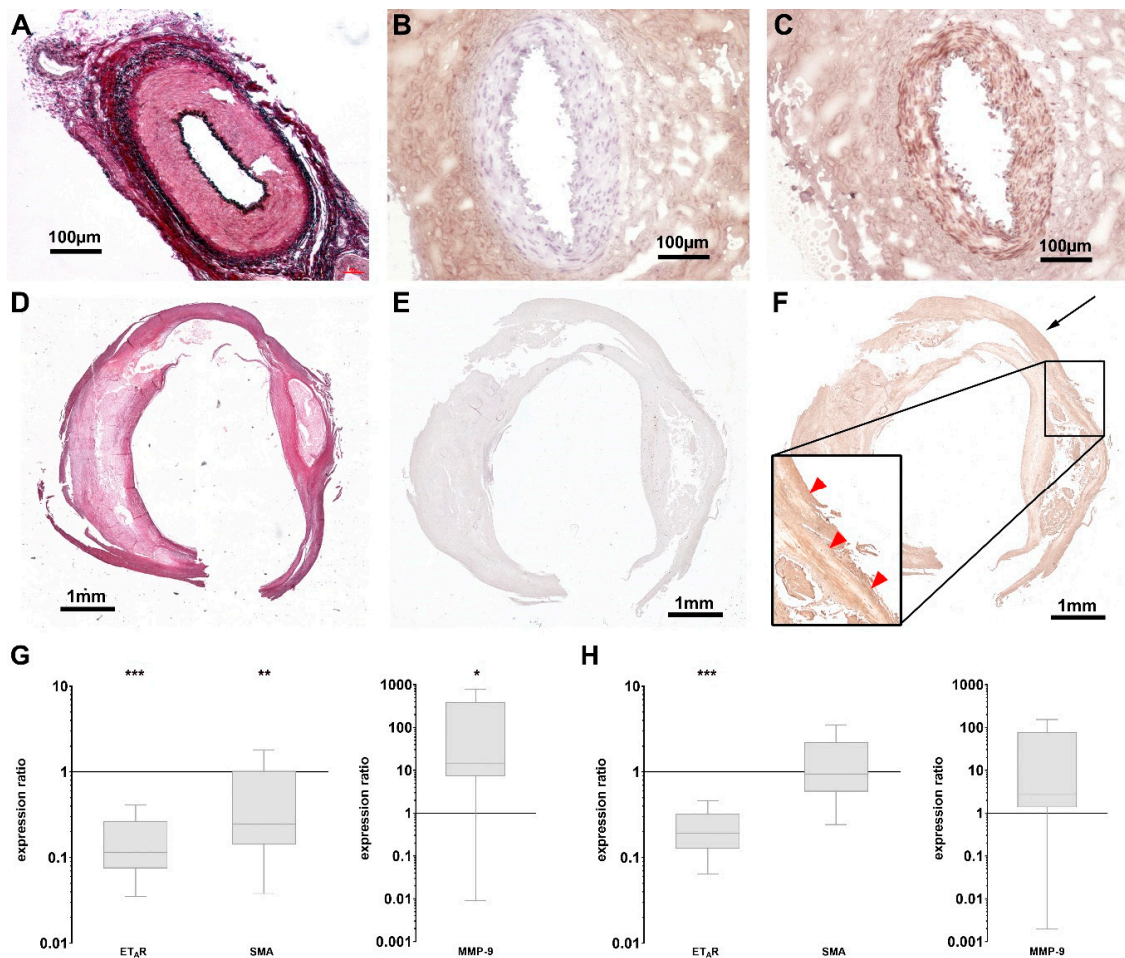 A
B
C
100µm
100µm
100µm
D
E
F
1mm
1mm
1mm
G
H
***
**
*
***
10
1
0.1
0.01
expression ratio
ETAR
SMA
1000
100
10
1
0.1
0.01
0.001
expression ratio
MMP-9
10
1
0.1
0.01
expression ratio
ETAR
SMA
1000
100
10
1
0.1
0.01
0.001
expression ratio
MMP-9